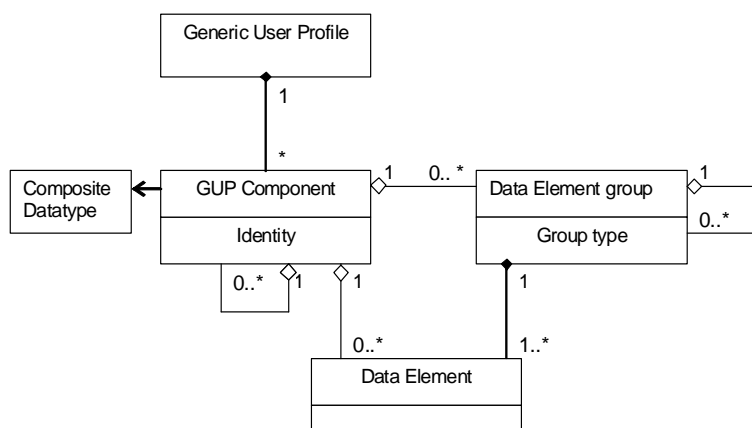 Generic User Profile
1
*
Composite
Datatype
GUP Component
1
0.. *
Data Element group
1
Identity
Group type
0.. *
0.. *
1
1
1
0.. *
1.. *
Data Element